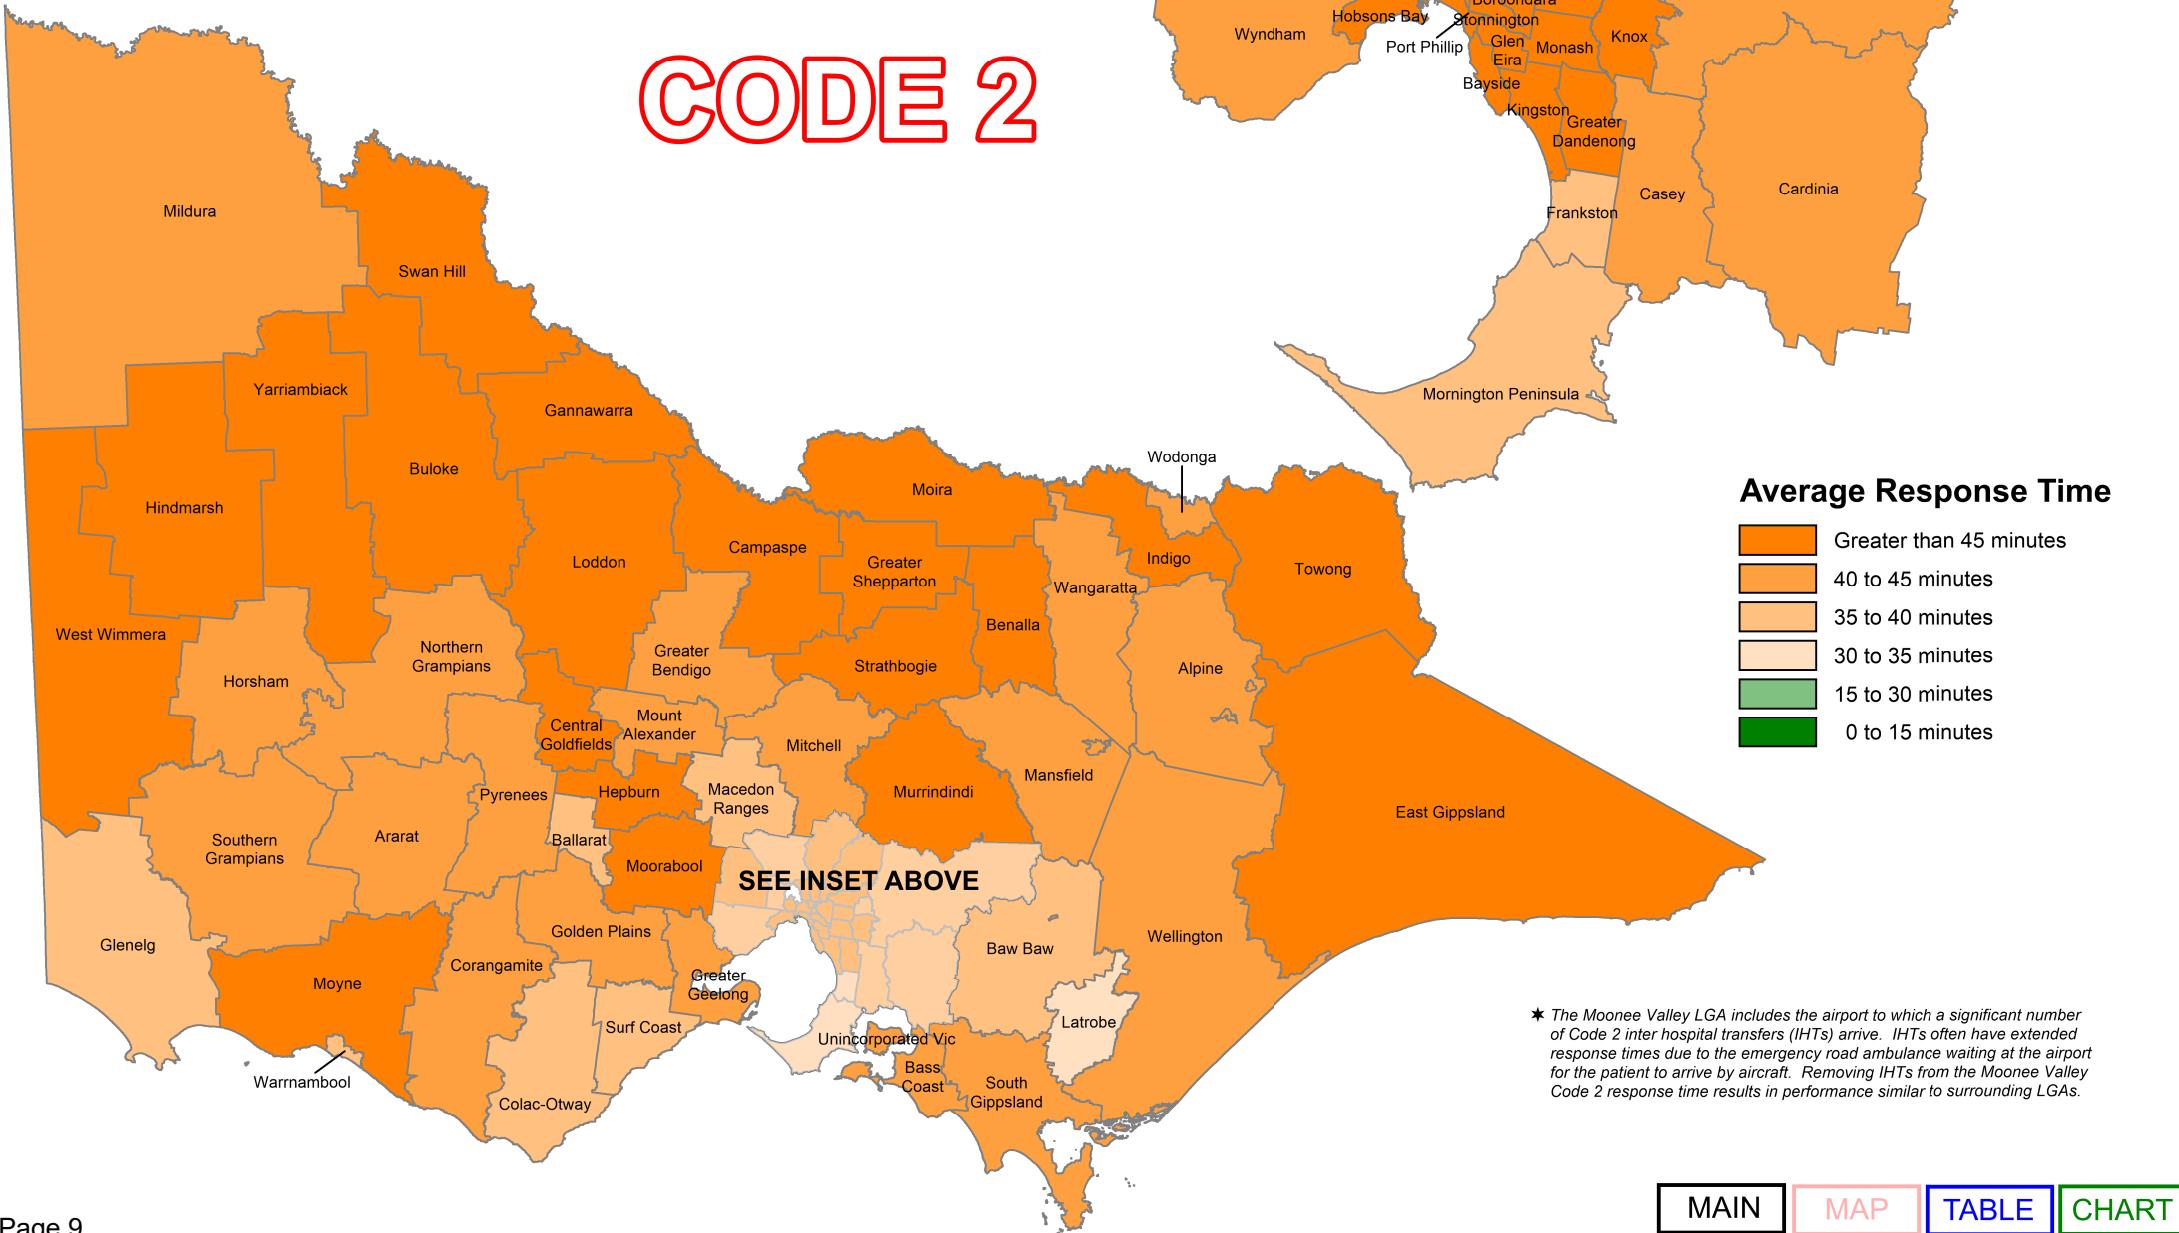 Boroondara
Hobsons Bay
Stonnington
Wyndham
Port Phillip
Glen
Eira
Monash
Knox
Bayside
Kingston
Greater
Dandenong
CODE 2
Casey
Cardinia
Frankston
Mildura
Swan Hill
Mornington Peninsula
Yarriambiack
Gannawarra
Buluke
Hindmarsh
Moira
Wodonga
Average Response Time
Greater than 45 minutes
40 to 45 minutes
35 to 40 minutes
30 to 35 minutes
15 to 30 minutes
0 to 15 minutes
Loddon
Campaspe
Greater
Shepparton
Indigo
Wangaratta
Towong
West Wimmera
Northern
Grampians
Greater
Bendigo
Benalla
Strathbogie
Alpine
Horsham
Central
Goldfields
Mount
Alexander
Mitchell
Mansfield
Pyrenees
Hepburn
Macedon
Ranges
Murrindindi
East Gippsland
Southern
Grampians
Ararat
Ballarat
Moorabool
SEE INSET ABOVE
Glenelg
Golden Plains
Baw Baw
Wellington
Moyne
Corangamite
Greater
Geelong
Surf Coast
Unincorporated Vic
Latrobe
Warrnambool
Colac-Otway
Bass
Coast
South
Gippsland
✶ The Moonee Valley LGA includes the airport to which a significant number
of Code 2 inter hospital transfers (IHTs) arrive. IHTs often have extended
response times due to the emergency road ambulance waiting at the airport
for the patient to arrive by aircraft. Removing IHTs from the Moonee Valley
Code 2 response time results in performance similar to surrounding LGAs.
Page 9
MAIN
MAP
TABLE
CHART